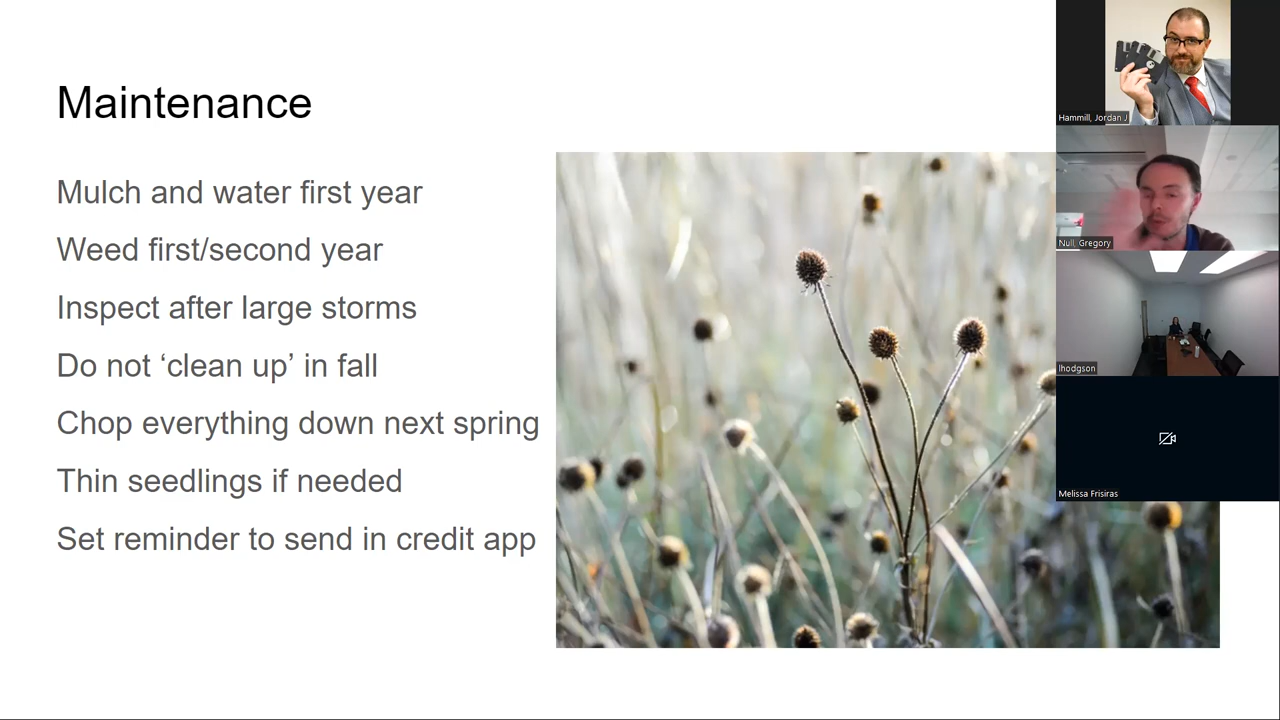 Maintenance
Mulch and water first year
Weed first/second year
Inspect after large storms
Do not ‘clean up’ in fall
Chop everything down next spring
Thin seedlings if needed
Set reminder to send in credit app
Hammill, Jordan J
Null, Gregory
lhodgson
Melissa Frisiras